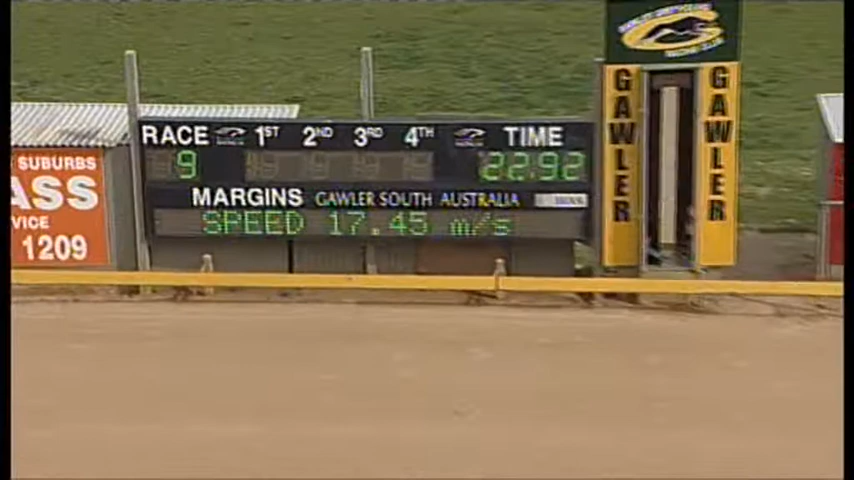 RACE 1ST 2ND 3RD 4TH TIME
9 22.92
MARGINS GAWLER SOUTH AUSTRALIA
SPEED 17.45 m/s
SUBURBS
ASS
VICE
1209
GAWLER
GAWLER